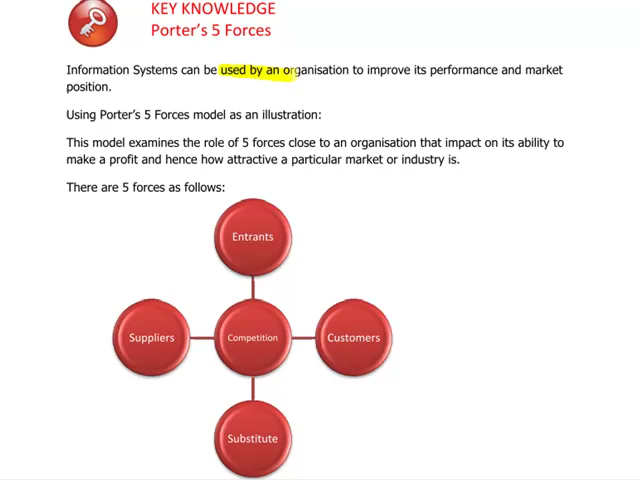 KEY KNOWLEDGE
Porter's 5 Forces
Information Systems can be used by an organisation to improve its performance and market
position.
Using Porter's 5 Forces model as an illustration:
This model examines the role of 5 forces close to an organisation that impact on its ability to
make a profit and hence how attractive a particular market or industry is.
There are 5 forces as follows:
Entrants
Suppliers
Competition
Customers
Substitute